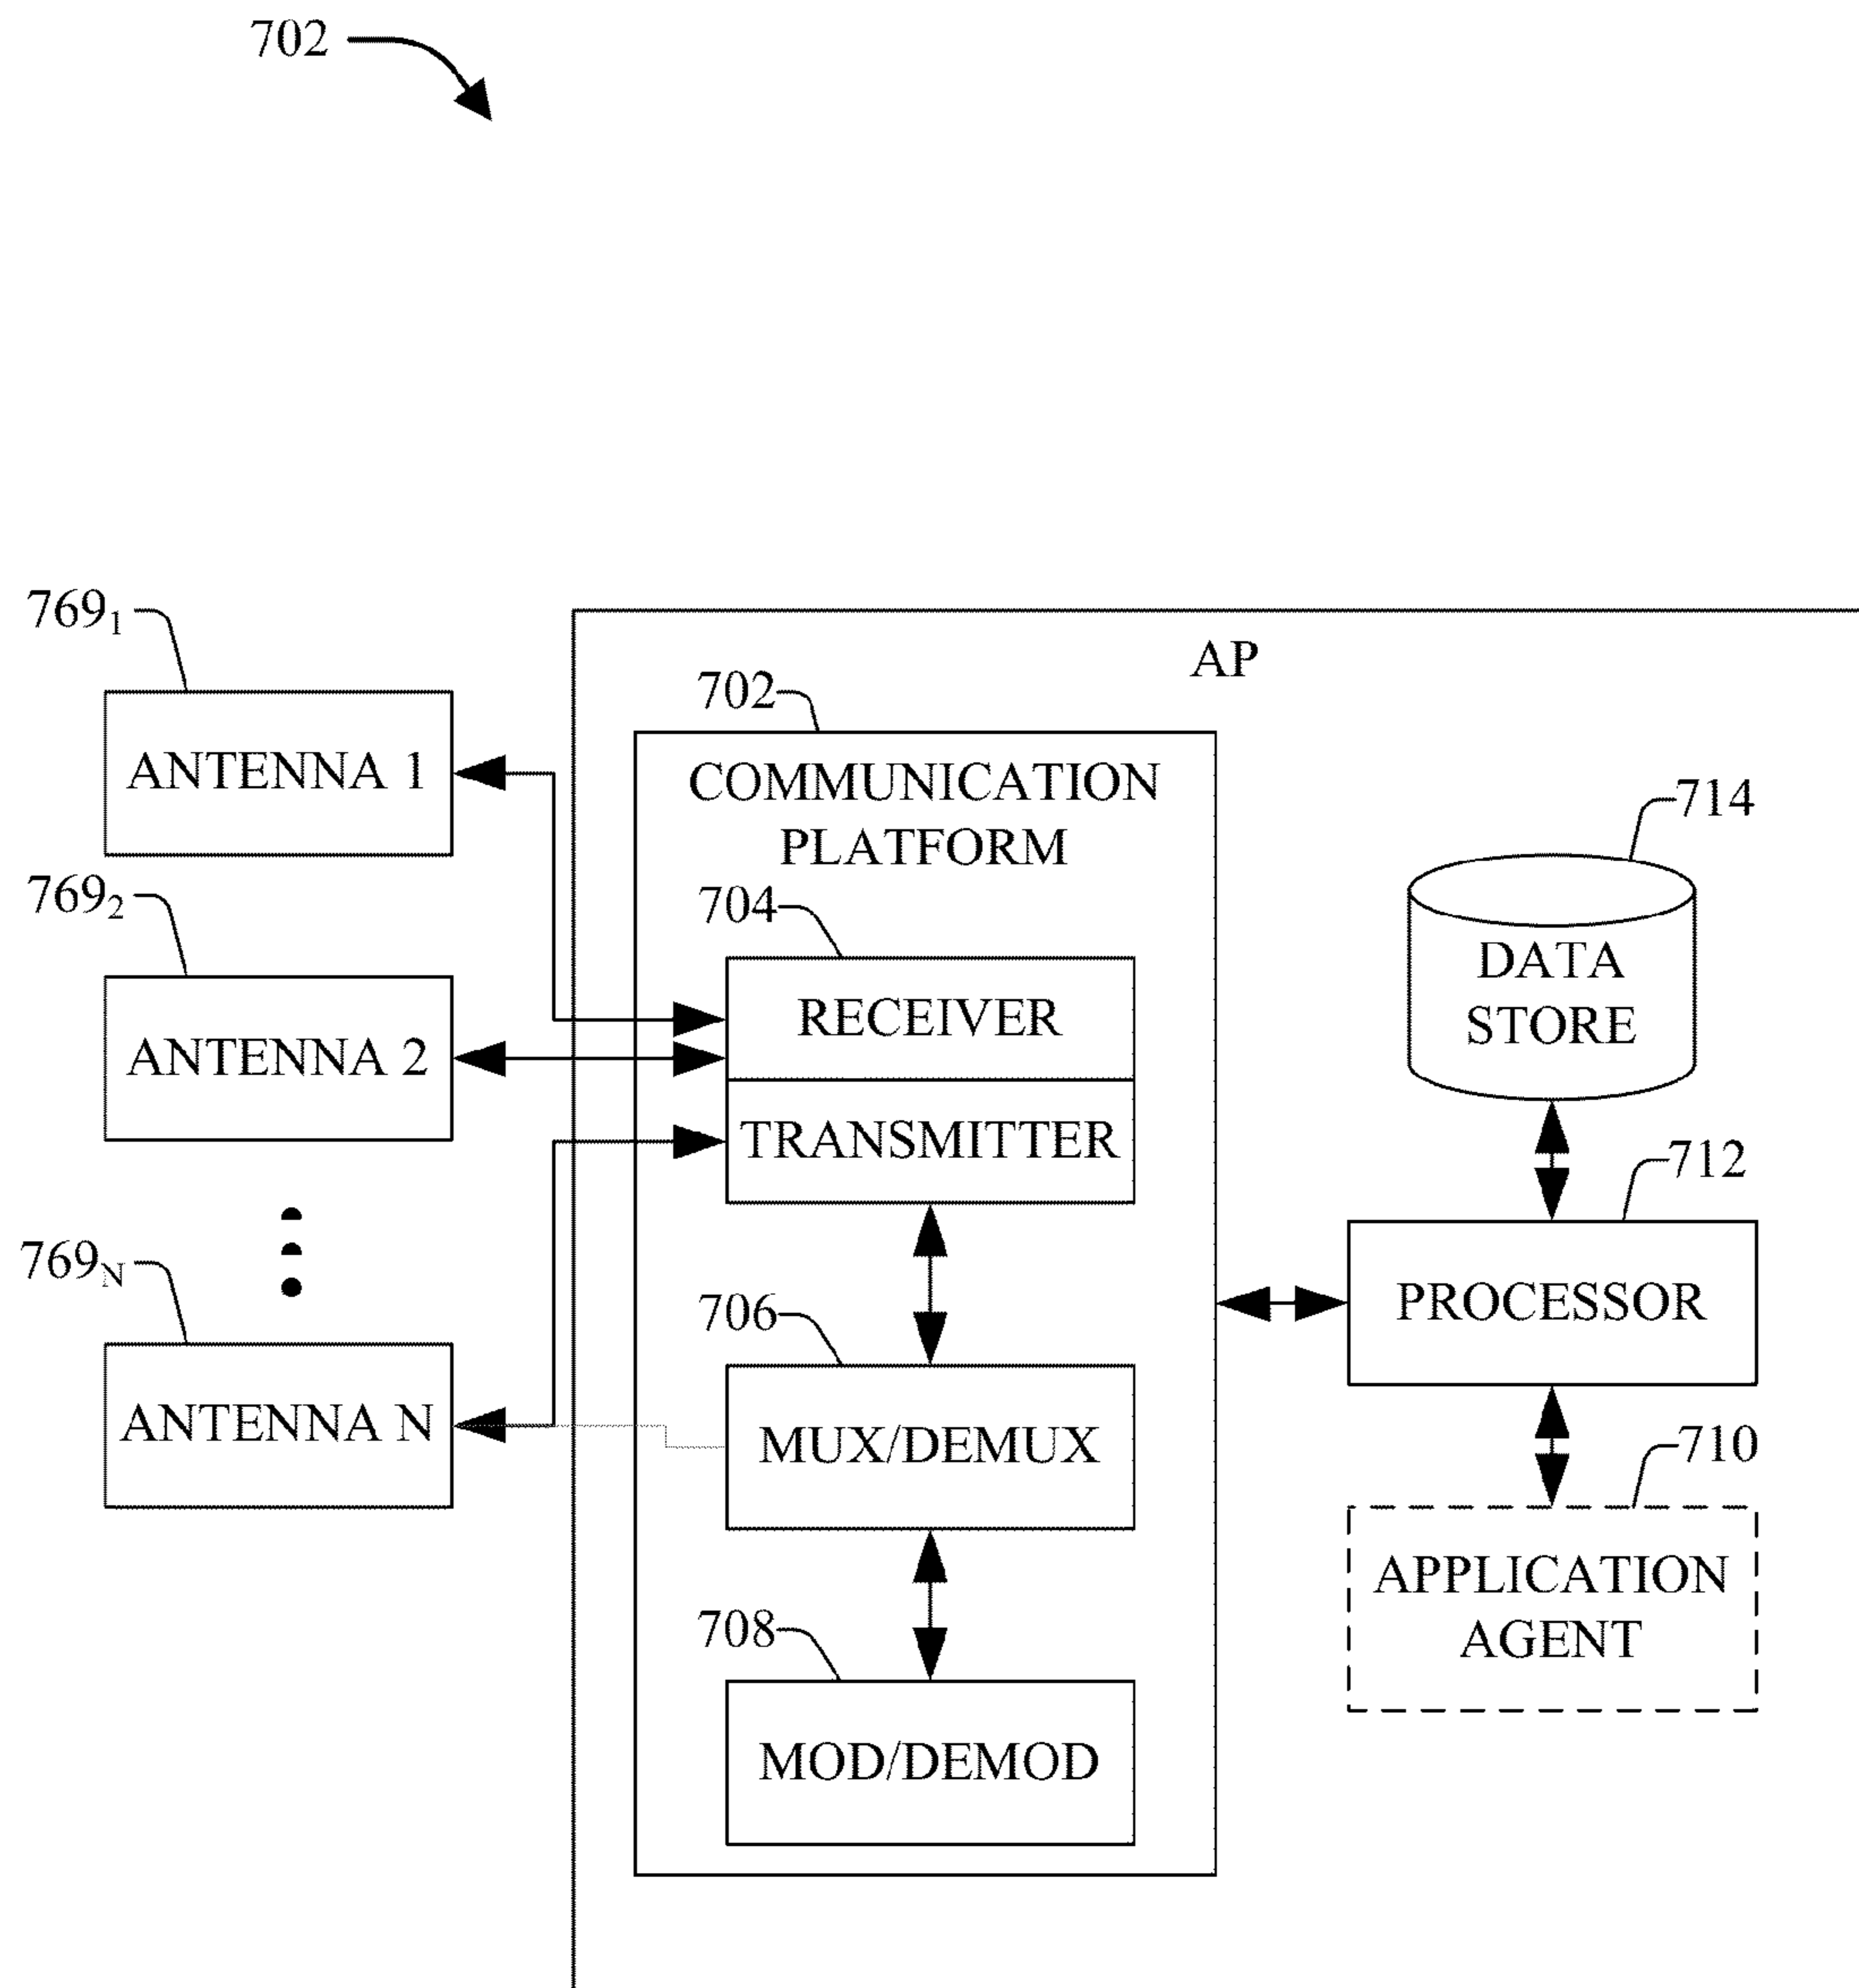 702
769₁
AP
702
ANTENNA 1
COMMUNICATION
PLATFORM
714
769₂
704
DATA
STORE
RECEIVER
ANTENNA 2
TRANSMITTER
712
769N
706
PROCESSOR
ANTENNA N
MUX/DEMUX
710
APPLICATION
AGENT
708
MOD/DEMOD